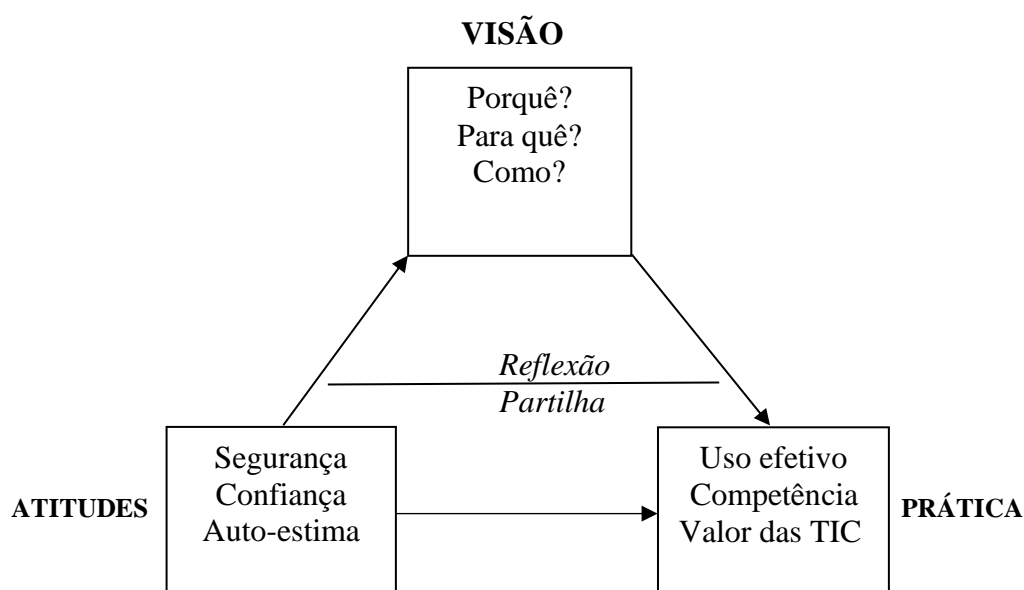 VISÃO
Porquê?
Para quê?
Como?
Reflexão
Partilha
ATITUDES
Segurança
Confiança
Auto-estima
Uso efetivo
Competência
Valor das TIC
PRÁTICA